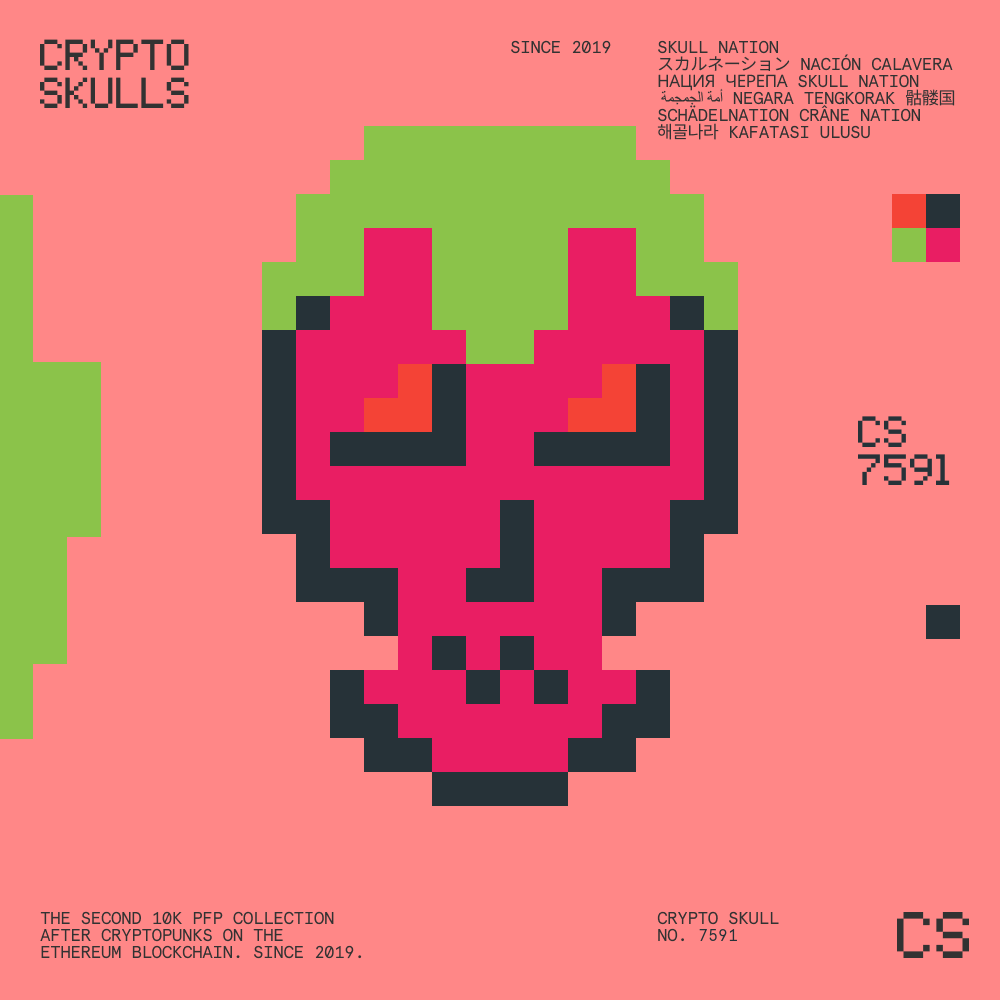 CRYPTO
SKULLS
SINCE 2019
SKULL NATION
スカルネーション NACIÓN CALAVERA
НАЦИЯ ЧЕРЕПА SKULL NATION
أمة الجمجمة NEGARA TENGKORAK 骷髅国
SCHÄDELNATION CRÂNE NATION
해골나라 KAFATASI ULUSU
CS
7591
THE SECOND 10K PFP COLLECTION
AFTER CRYPTOPUNKS ON THE
ETHEREUM BLOCKCHAIN. SINCE 2019.
CRYPTO SKULL
NO. 7591
CS